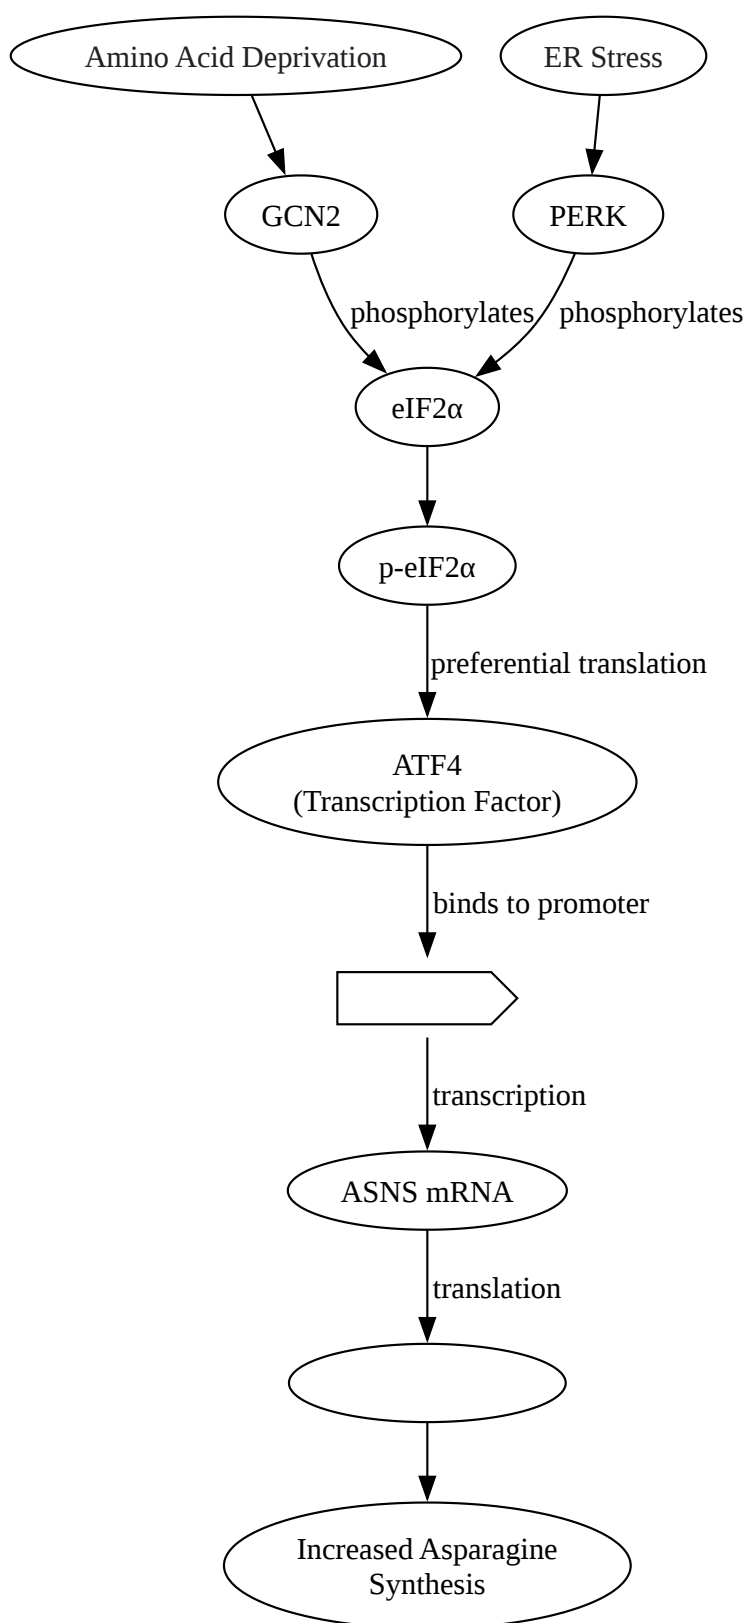 Amino Acid Deprivation
ER Stress
GCN2
PERK
phosphorylates
phosphorylates
eIF2α
p-eIF2α
preferential translation
ATF4
(Transcription Factor)
binds to promoter
transcription
ASNS mRNA
translation
Increased Asparagine
Synthesis